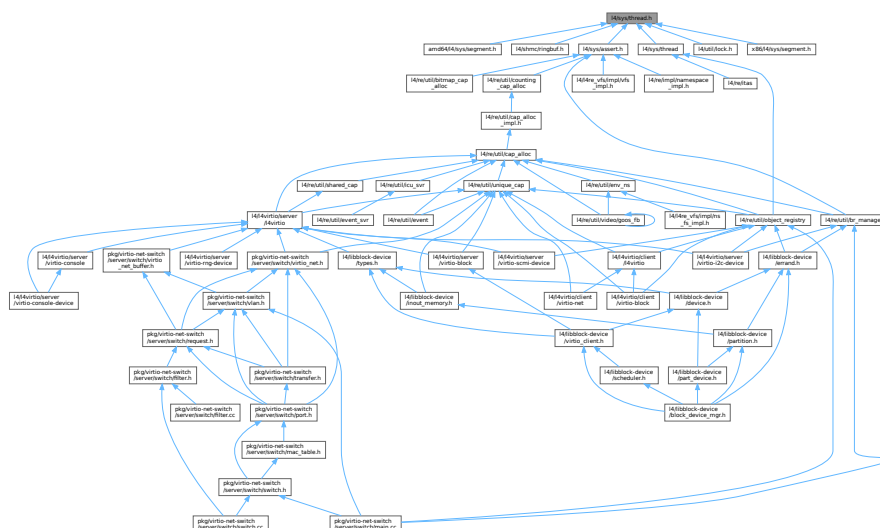 l4/sys/thread.h
amd64/l4/sys/segment.h
l4/shmc/ringbuf.h
l4/sys/assert.h
l4/sys/thread
l4/util/lock.h
x86/l4/sys/segment.h
l4/re/util/bitmap_cap
_alloc
l4/re/util/counting
_cap_alloc
l4/l4re_vfs/impl/vfs
_impl.h
l4/re/impl/namespace
_impl.h
l4/re/itas
l4/re/util/cap_alloc
_impl.h
l4/re/util/cap_alloc
l4/re/util/shared_cap
l4/re/util/icu_svr
l4/re/util/unique_cap
l4/re/util/env_ns
l4/l4virtio/server
/l4virtio
l4/re/util/event_svr
l4/re/util/event
l4/re/util/video/goos_fb
l4/l4re_vfs/impl/ns
_fs_impl.h
l4/re/util/object_registry
l4/re/util/br_manage
l4/l4virtio/server
/virtio-console
pkg/virtio-net-switch
/server/switch/virtio
_net_buffer.h
l4/l4virtio/server
/virtio-rng-device
pkg/virtio-net-switch
/server/switch/virtio_net.h
l4/libblock-device
/types.h
l4/l4virtio/server
/virtio-block
l4/l4virtio/server
/virtio-scmi-device
l4/l4virtio/client
/l4virtio
l4/l4virtio/server
/virtio-i2c-device
l4/libblock-device
/errand.h
l4/l4virtio/server
/virtio-console-device
pkg/virtio-net-switch
/server/switch/vlan.h
l4/libblock-device
/inout_memory.h
l4/l4virtio/client
/virtio-net
l4/l4virtio/client
/virtio-block
l4/libblock-device
/device.h
pkg/virtio-net-switch
/server/switch/request.h
l4/libblock-device
/virtio_client.h
l4/libblock-device
/partition.h
pkg/virtio-net-switch
/server/switch/filter.h
pkg/virtio-net-switch
/server/switch/transfer.h
l4/libblock-device
/scheduler.h
l4/libblock-device
/part_device.h
pkg/virtio-net-switch
/server/switch/filter.cc
pkg/virtio-net-switch
/server/switch/port.h
l4/libblock-device
/block_device_mgr.h
pkg/virtio-net-switch
/server/switch/mac_table.h
pkg/virtio-net-switch
/server/switch/switch.h
pkg/virtio-net-switch
/server/switch/switch.cc
pkg/virtio-net-switch
/server/switch/main.cc